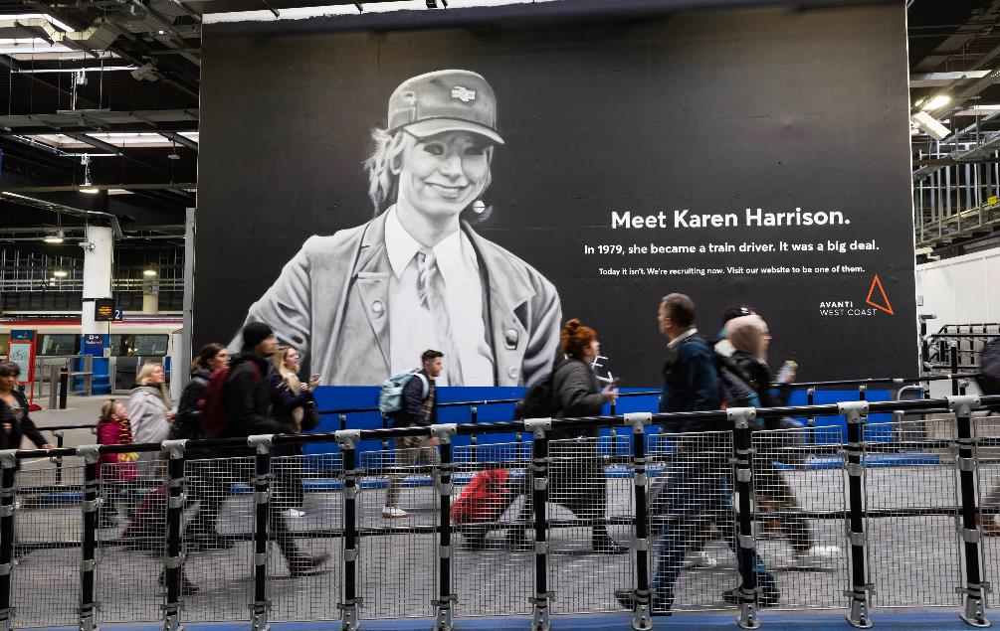 Meet Karen Harrison.
In 1979, she became a train driver. It was a big deal.
Today it isn't. We're recruiting now. Visit our website to be one of them.
AVANTI
WEST COAST
2